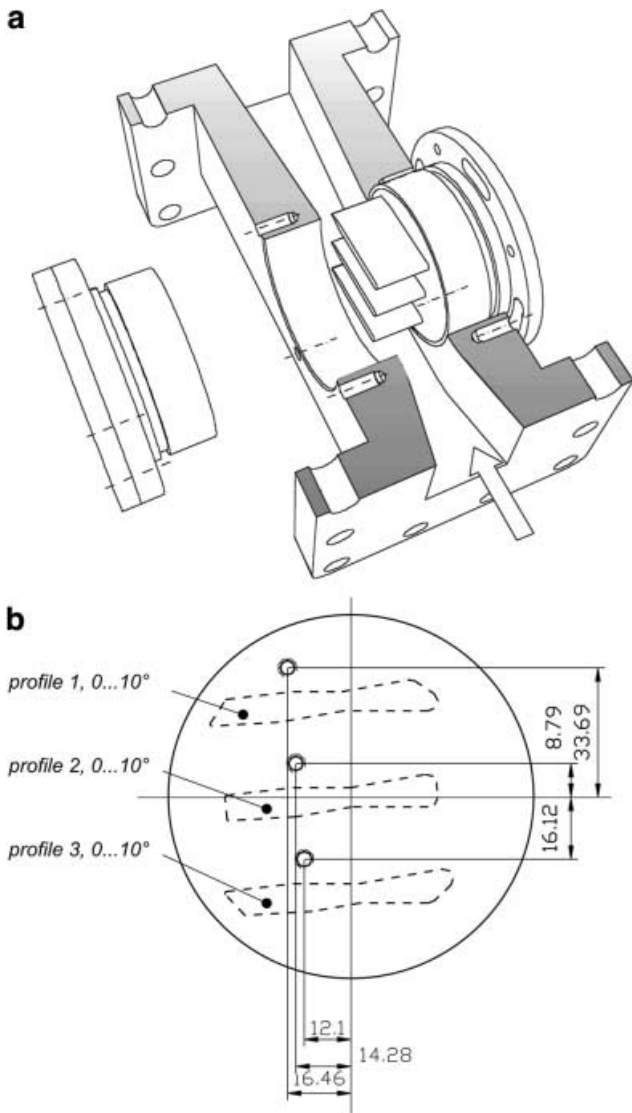 a
b
profile 1, 0...10°
profile 2, 0...10°
profile 3, 0...10°
8.79
33.69
16.12
12.1
14.28
16.46